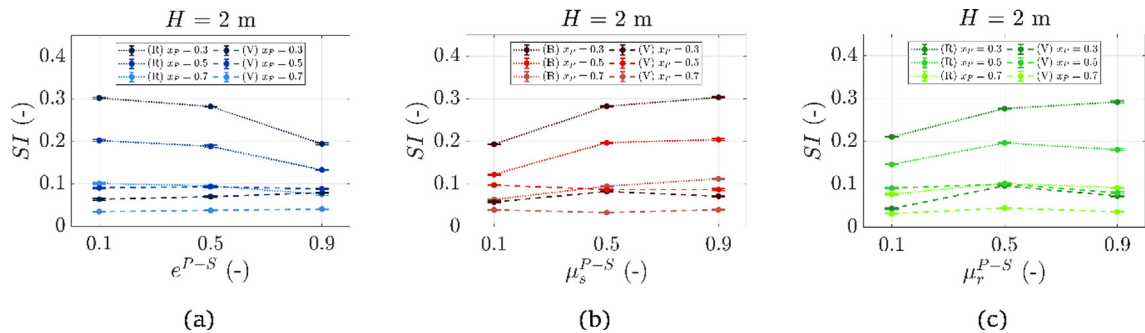 H = 2 m
(R) x_P = 0.3 (V) x_P = 0.3
(R) x_P = 0.5 (V) x_P = 0.5
(R) x_P = 0.7 (V) x_P = 0.7
0.4
0.3
0.2
0.1
0
SI (-)
0.1 0.5 0.9
e^{P-S} (-)
(a)
H = 2 m
(R) x_P = 0.3 (V) x_P = 0.3
(R) x_P = 0.5 (V) x_P = 0.5
(R) x_P = 0.7 (V) x_P = 0.7
0.4
0.3
0.2
0.1
0
SI (-)
0.1 0.5 0.9
μ_s^{P-S} (-)
(b)
H = 2 m
(R) x_P = 0.3 (V) x_P = 0.3
(R) x_P = 0.5 (V) x_P = 0.5
(R) x_P = 0.7 (V) x_P = 0.7
0.4
0.3
0.2
0.1
0
SI (-)
0.1 0.5 0.9
μ_r^{P-S} (-)
(c)